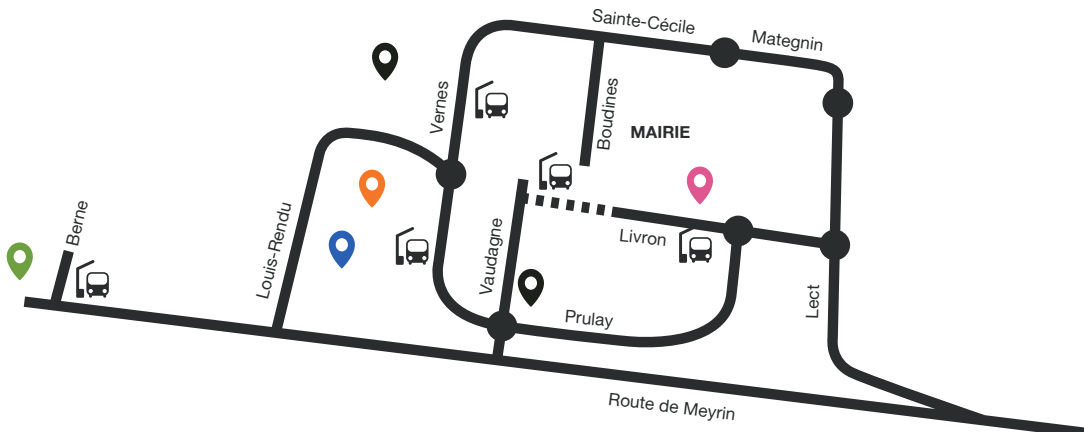 Sainte-Cécile
Mategnin
Vernes
Boudines
MAIRIE
Berne
Louis-Rendu
Vaudagne
Livron
Lect
Prulay
Route de Meyrin